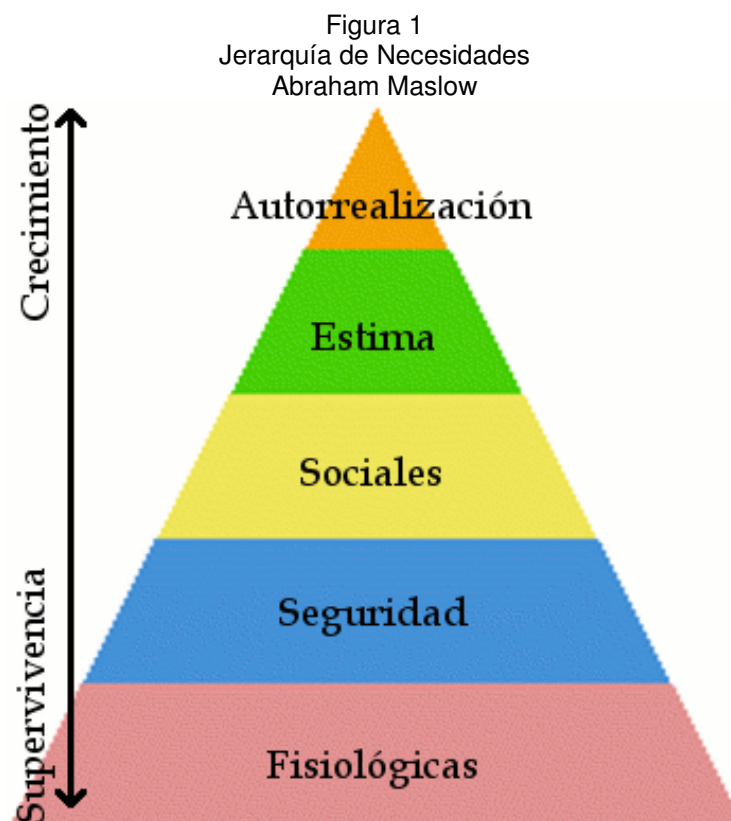 Figura 1
Jerarquía de Necesidades
Abraham Maslow
Crecimiento
Autorrealización
Estima
Sociales
Seguridad
Supervivencia
Fisiológicas